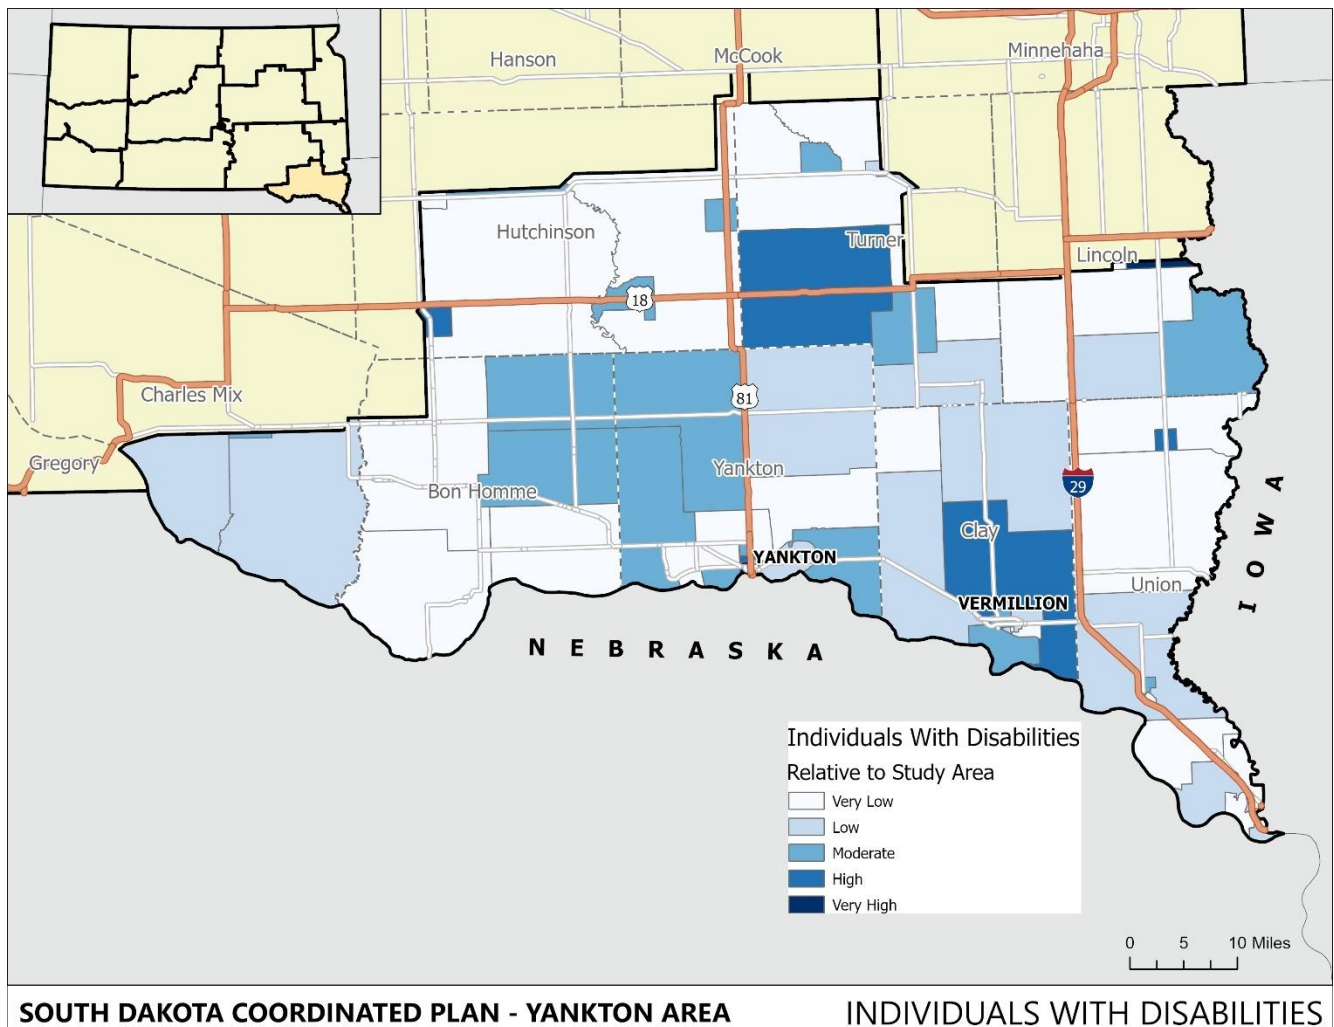 Hanson
McCook
Minnehaha
Hutchinson
Turner
Lincoln
18
Charles Mix
81
Gregory
Yankton
Bon Homme
29
IOWA
Clay
YANKTON
Union
VERMILLION
NEBRASKA
Individuals With Disabilities
Relative to Study Area
Very Low
Low
Moderate
High
Very High
0 5 10 Miles
SOUTH DAKOTA COORDINATED PLAN - YANKTON AREA
INDIVIDUALS WITH DISABILITIES